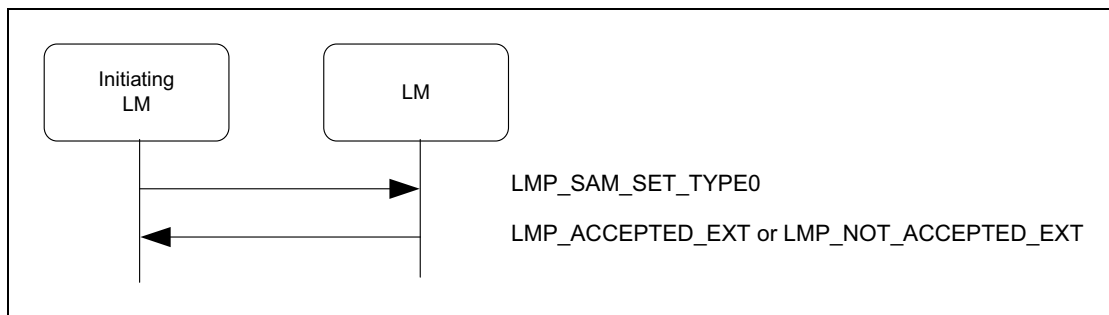 Initiating
LM
LM
LMP_SAM_SET_TYPE0
LMP_ACCEPTED_EXT or LMP_NOT_ACCEPTED_EXT